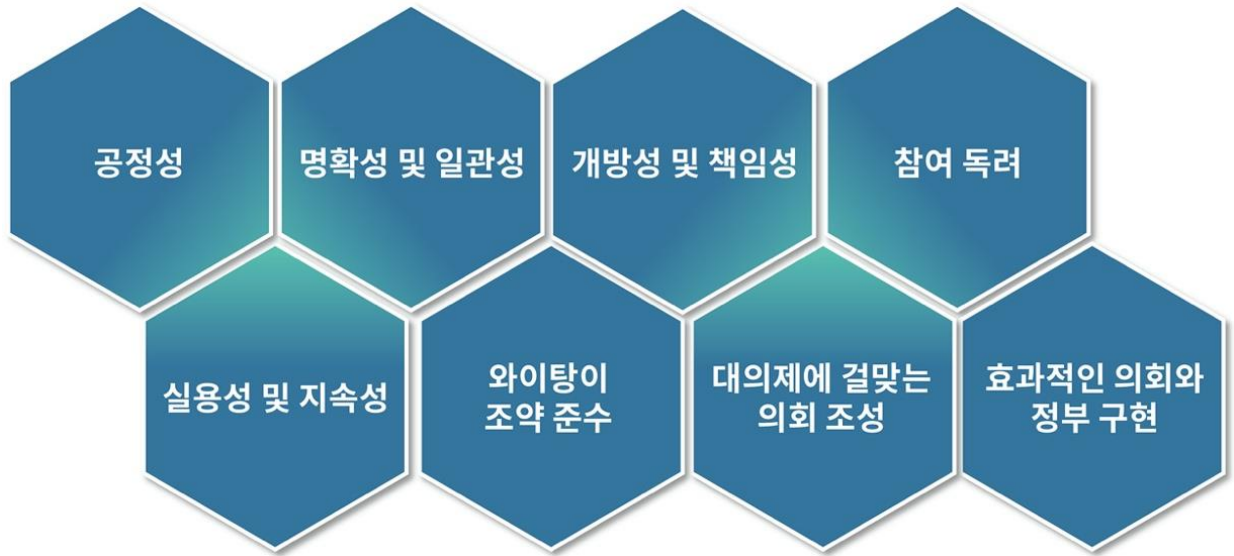 공정성
명확성 및 일관성
개방성 및 책임성
참여 독려
실용성 및 지속성
와이탕이
조약 준수
대의제에 걸맞는
의회 조성
효과적인 의회와
정부 구현